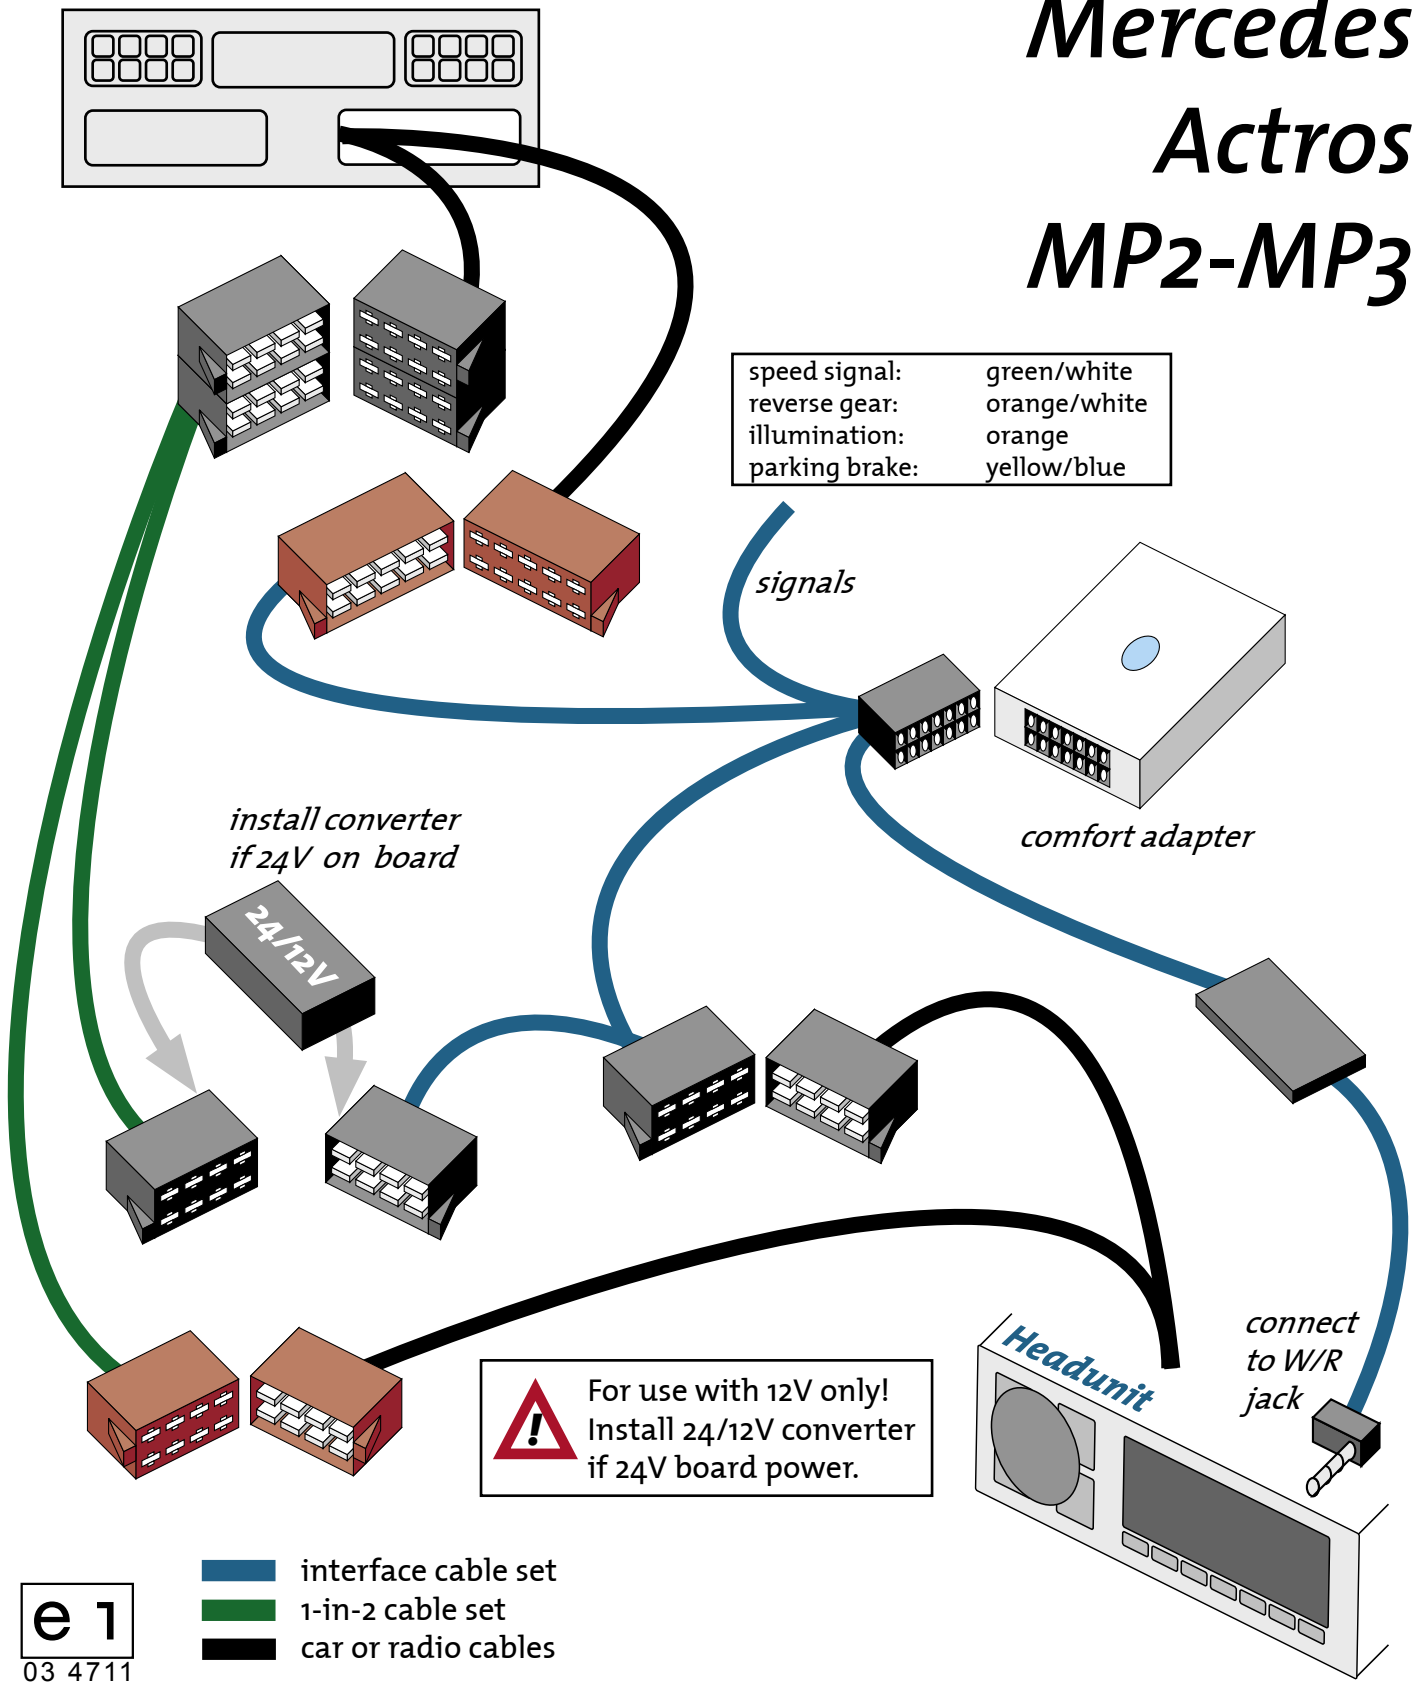 Mercedes
Actros
MP2-MP3
speed signal: green/white
reverse gear: orange/white
illumination: orange
parking brake: yellow/blue
signals
comfort adapter
install converter
if 24V on board
24/12V
connect
to W/R
jack
Headunit
! For use with 12V only!
Install 24/12V converter
if 24V board power.
interface cable set
1-in-2 cable set
car or radio cables
e 1
03 4711